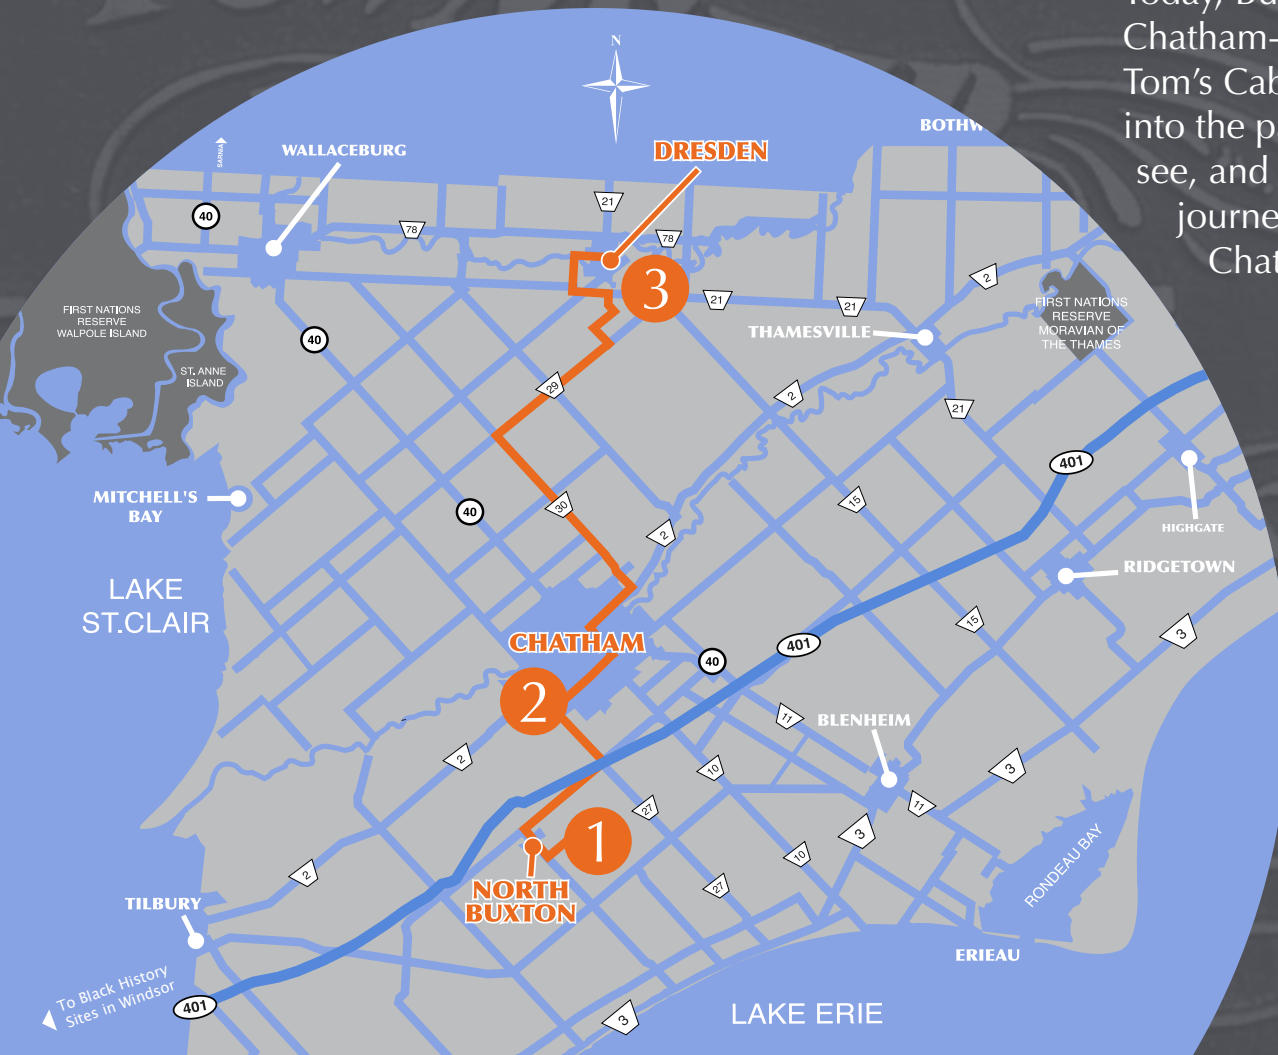 Chatham-
Tom's
into the
see, and
N
SARNIA
WALLACEBURG
DRESDEN
40
21
78
78
2
3
21
21
FIRST NATIONS
RESERVE
WALPOLE ISLAND
FIRST NATIONS
RESERVE
MORAVIAN OF
THE THAMES
THAMESVILLE
40
ST. ANNE
ISLAND
29
2
21
401
MITCHELL'S
BAY
40
30
15
2
HIGHGATE
RIDGETOWN
LAKE
ST.CLAIR
15
3
CHATHAM
401
40
2
11
BLENHEIM
2
10
3
27
11
1
3
10
2
NORTH
BUXTON
27
RONDEAU BAY
TILBURY
ERIEAU
To Black History
Sites in Windsor
401
3
LAKE ERIE